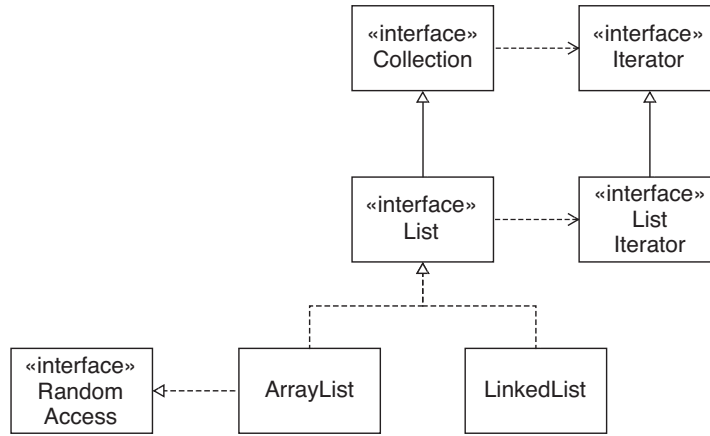 «interface»
Collection
«interface»
Iterator
«interface»
List
«interface»
List
Iterator
«interface»
Random
Access
ArrayList
LinkedList